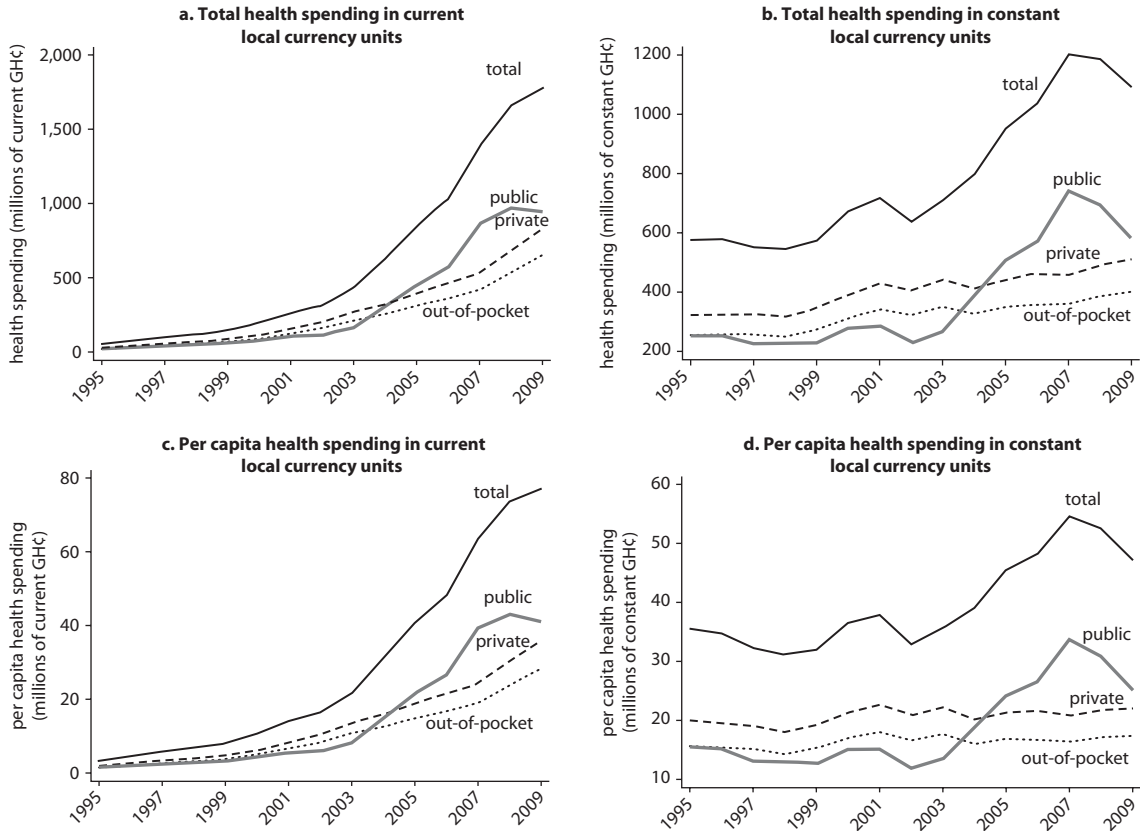 a. Total health spending in current
local currency units
health spending (millions of current GH¢)
2,000
1,500
1,000
500
0
total
public
private
out-of-pocket
1995
1997
1999
2001
2003
2005
2007
2009
b. Total health spending in constant
local currency units
health spending (millions of constant GH¢)
1200
1000
800
600
400
200
total
public
private
out-of-pocket
1995
1997
1999
2001
2003
2005
2007
2009
c. Per capita health spending in current
local currency units
per capita health spending
(millions of current GH¢)
80
60
40
20
0
total
public
private
out-of-pocket
1995
1997
1999
2001
2003
2005
2007
2009
d. Per capita health spending in constant
local currency units
per capita health spending
(millions of constant GH¢)
60
50
40
30
20
10
total
public
private
out-of-pocket
1995
1997
1999
2001
2003
2005
2007
2009